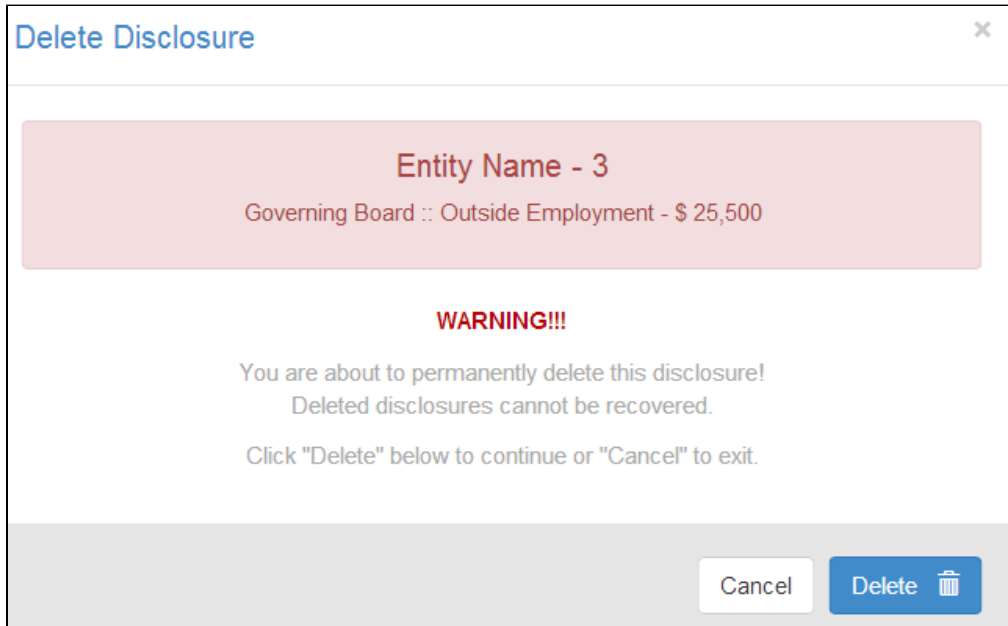 Delete Disclosure
×
Entity Name - 3
Governing Board :: Outside Employment - $ 25,500
WARNING!!!
You are about to permanently delete this disclosure!
Deleted disclosures cannot be recovered.
Click "Delete" below to continue or "Cancel" to exit.
Cancel
Delete